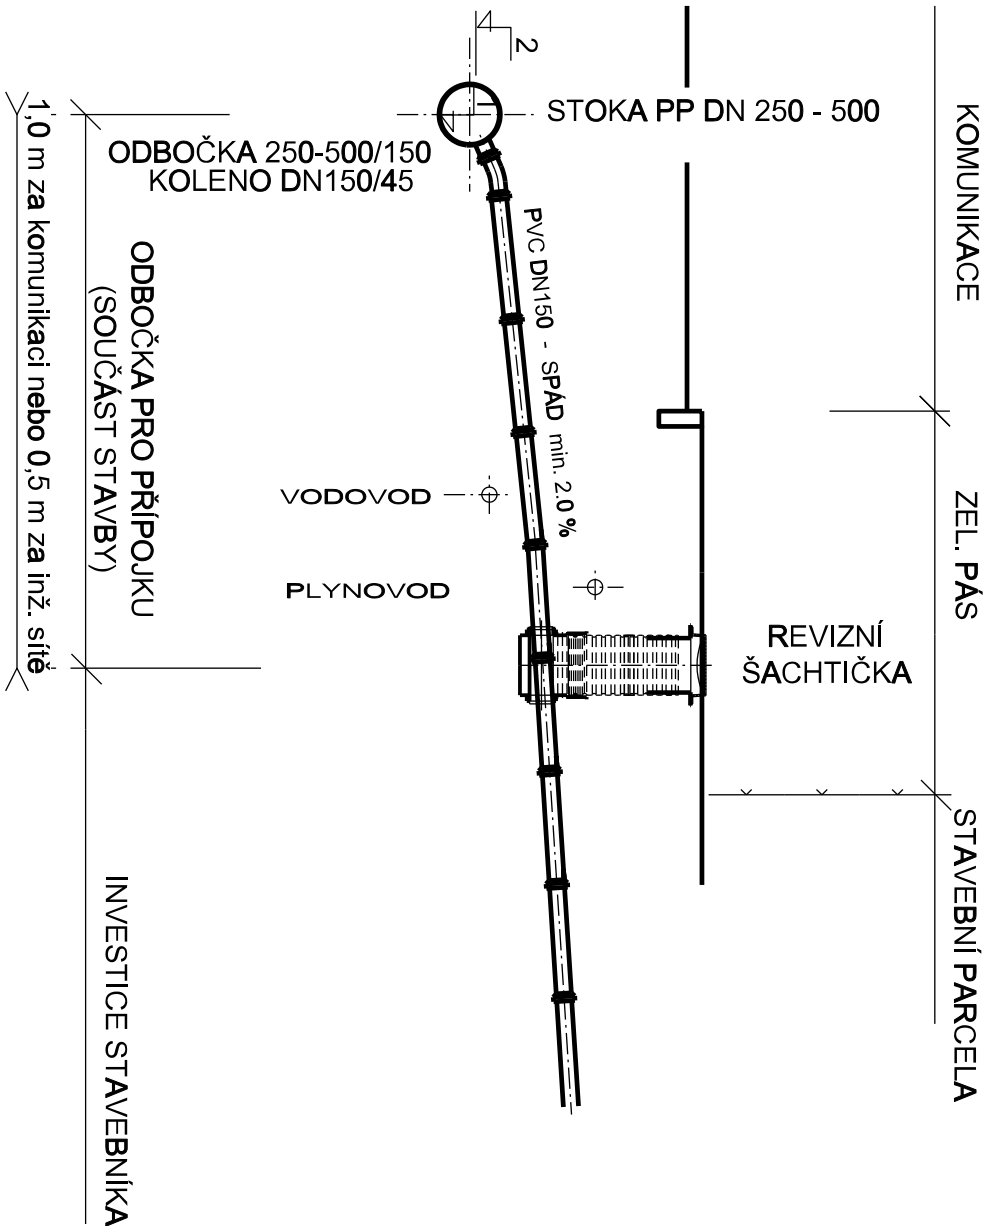 2
STOKA PP DN 250 - 500
ODBOČKA 250-500/150
KOLENO DN150/45
KOMUNIKACE
ZEL. PÁS
STAVEBNÍ PARCELA
PVC DN150 - SPÁD min. 2.0 %
VODOVOD
PLYNOVOD
REVIZNÍ
ŠACHTIČKA
ODBOČKA PRO PŘÍPOJKU
(SOUČÁST STAVBY)
INVESTICE STAVEBNÍKA
1,0 m za komunikaci nebo 0,5 m za inž. sítě